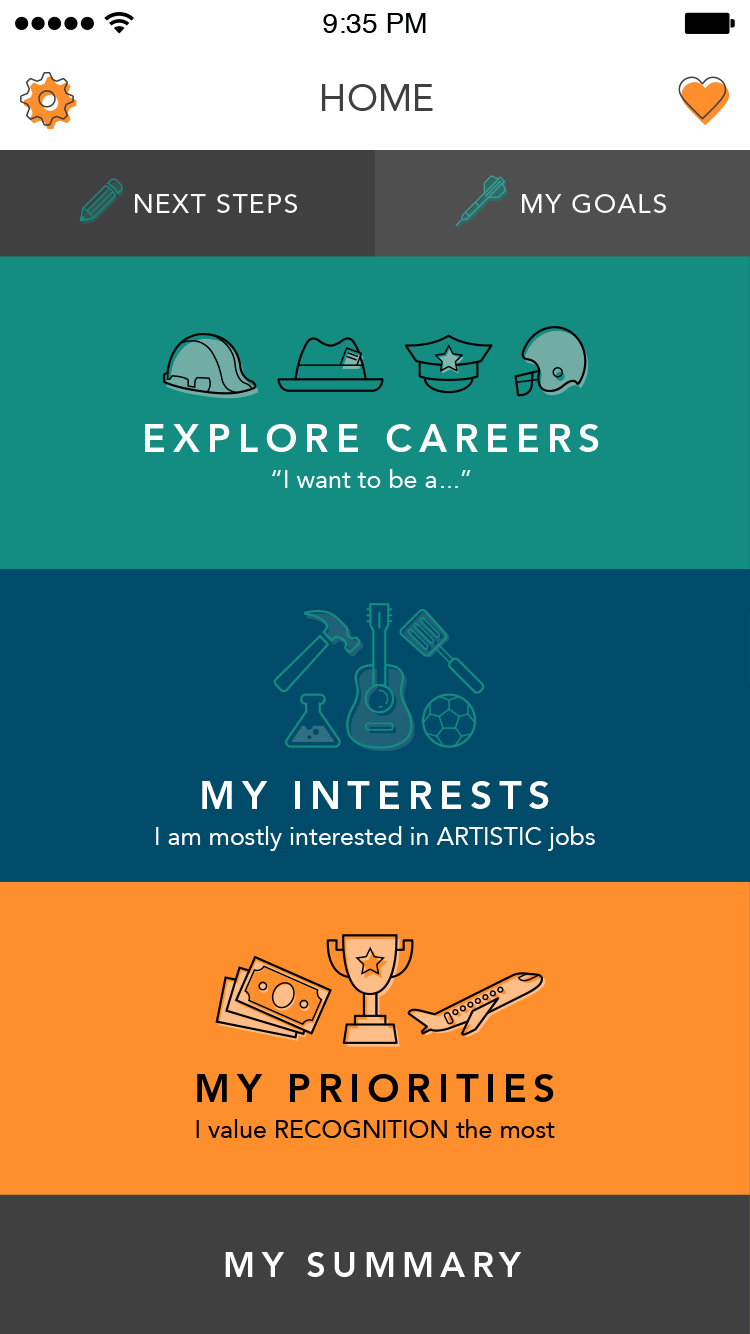 9:35 PM
HOME
NEXT STEPS
MY GOALS
EXPLORE CAREERS
“I want to be a...”
MY INTERESTS
I am mostly interested in ARTISTIC jobs
MY PRIORITIES
I value RECOGNITION the most
MY SUMMARY